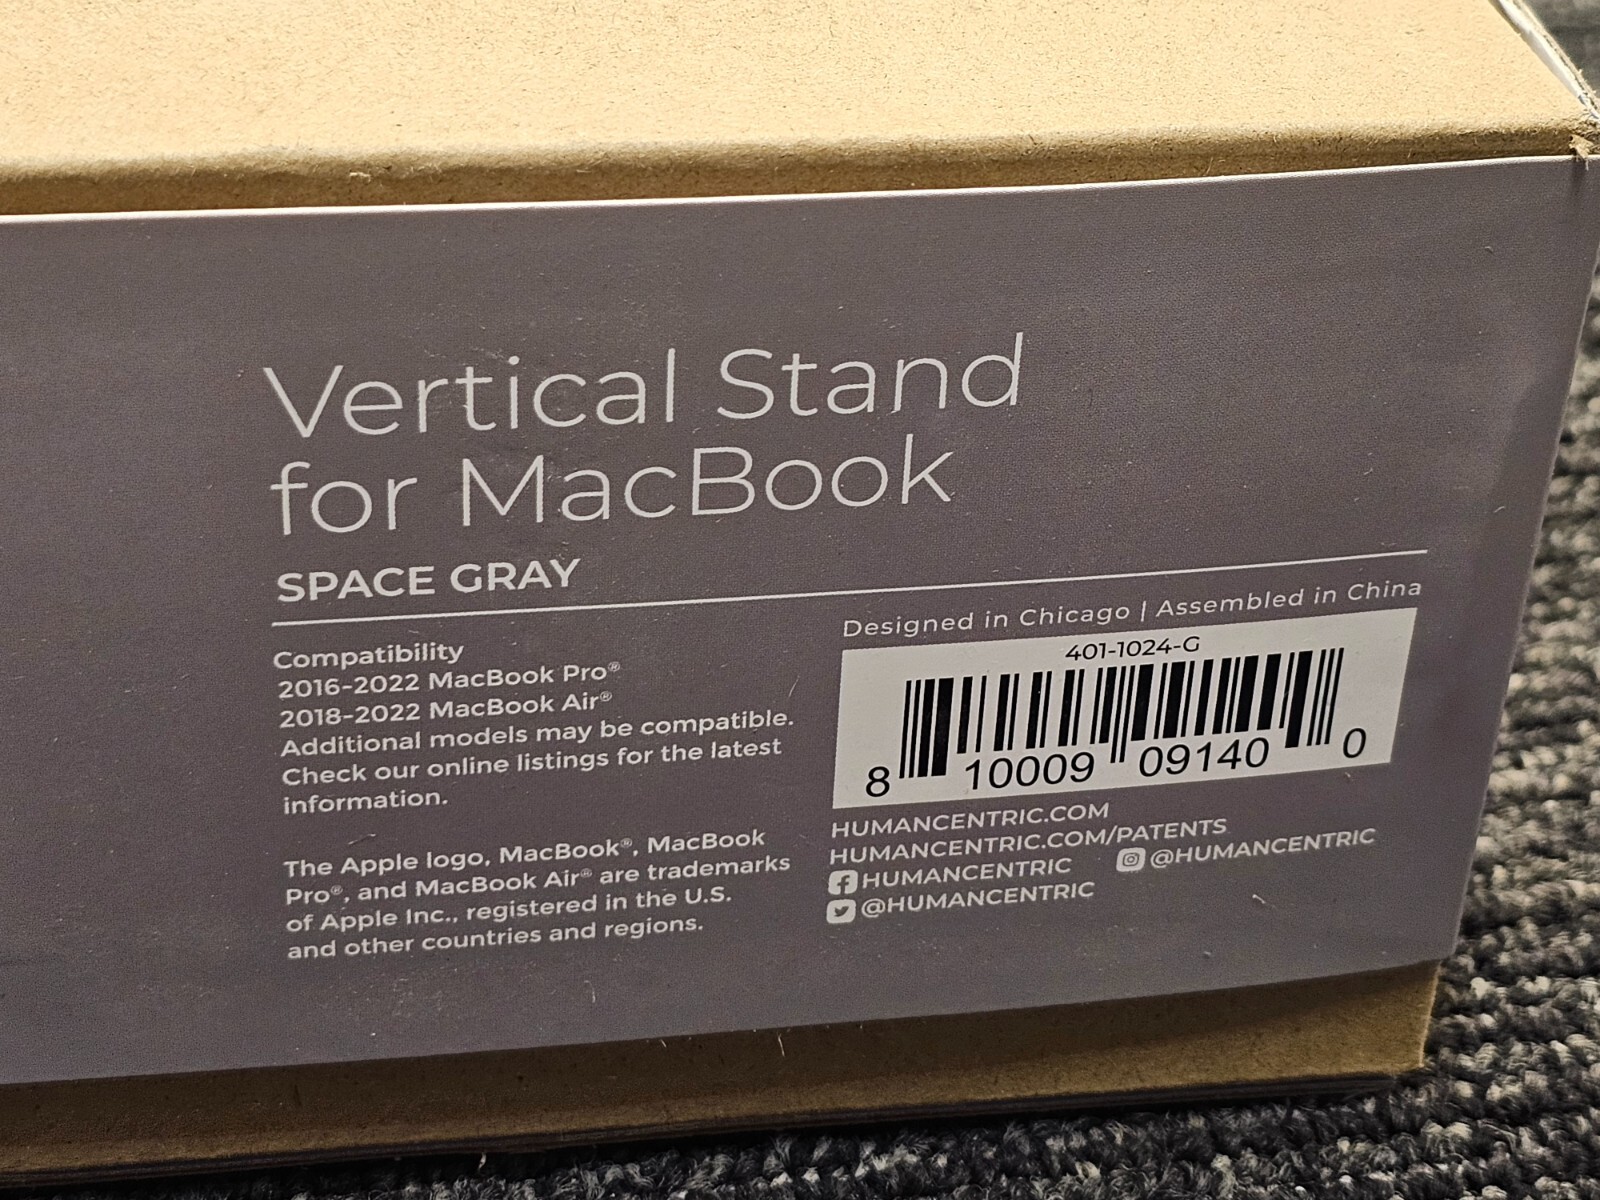 Vertical Stand
for MacBook
SPACE GRAY
Compatibility
2016-2022 MacBook Pro®
2018-2022 MacBook Air®
Additional models may be compatible.
Check our online listings for the latest
information.
The Apple logo, MacBook®, MacBook
Pro®, and MacBook Air® are trademarks
of Apple Inc., registered in the U.S.
and other countries and regions.
Designed in Chicago | Assembled in China
401-1024-G
8 10009 09140 0
HUMANCENTRIC.COM
HUMANCENTRIC.COM/PATENTS
HUMANCENTRIC @HUMANCENTRIC
@HUMANCENTRIC